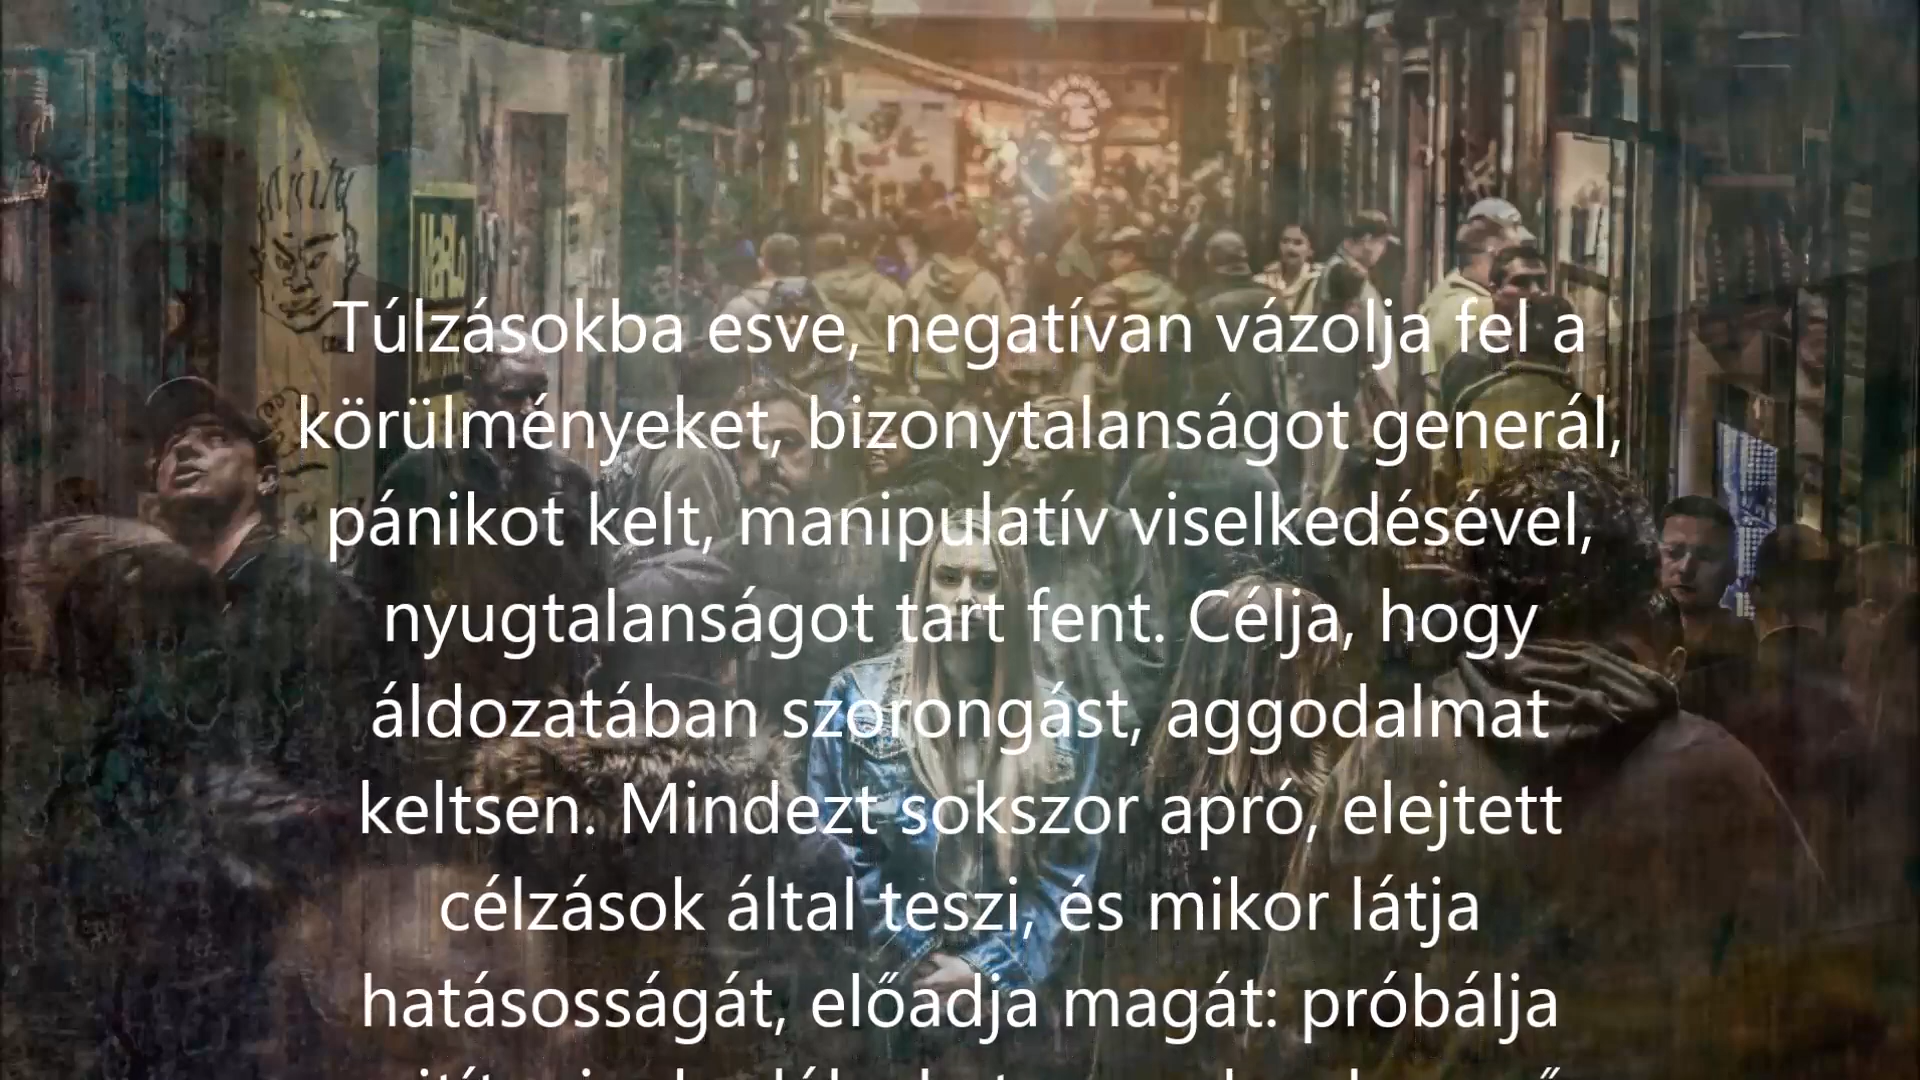 Túlzásokba esve, negatívan vázolja fel a
körülményeket, bizonytalanságot generál,
pánikot kelt, manipulatív viselkedésével,
nyugtalanságot tart fent. Célja, hogy
áldozatában szorongást, aggodalmat
keltsen. Mindezt sokszor apró, elejtett
célzások által teszi, és mikor látja
hatásosságát, előadja magát: próbálja